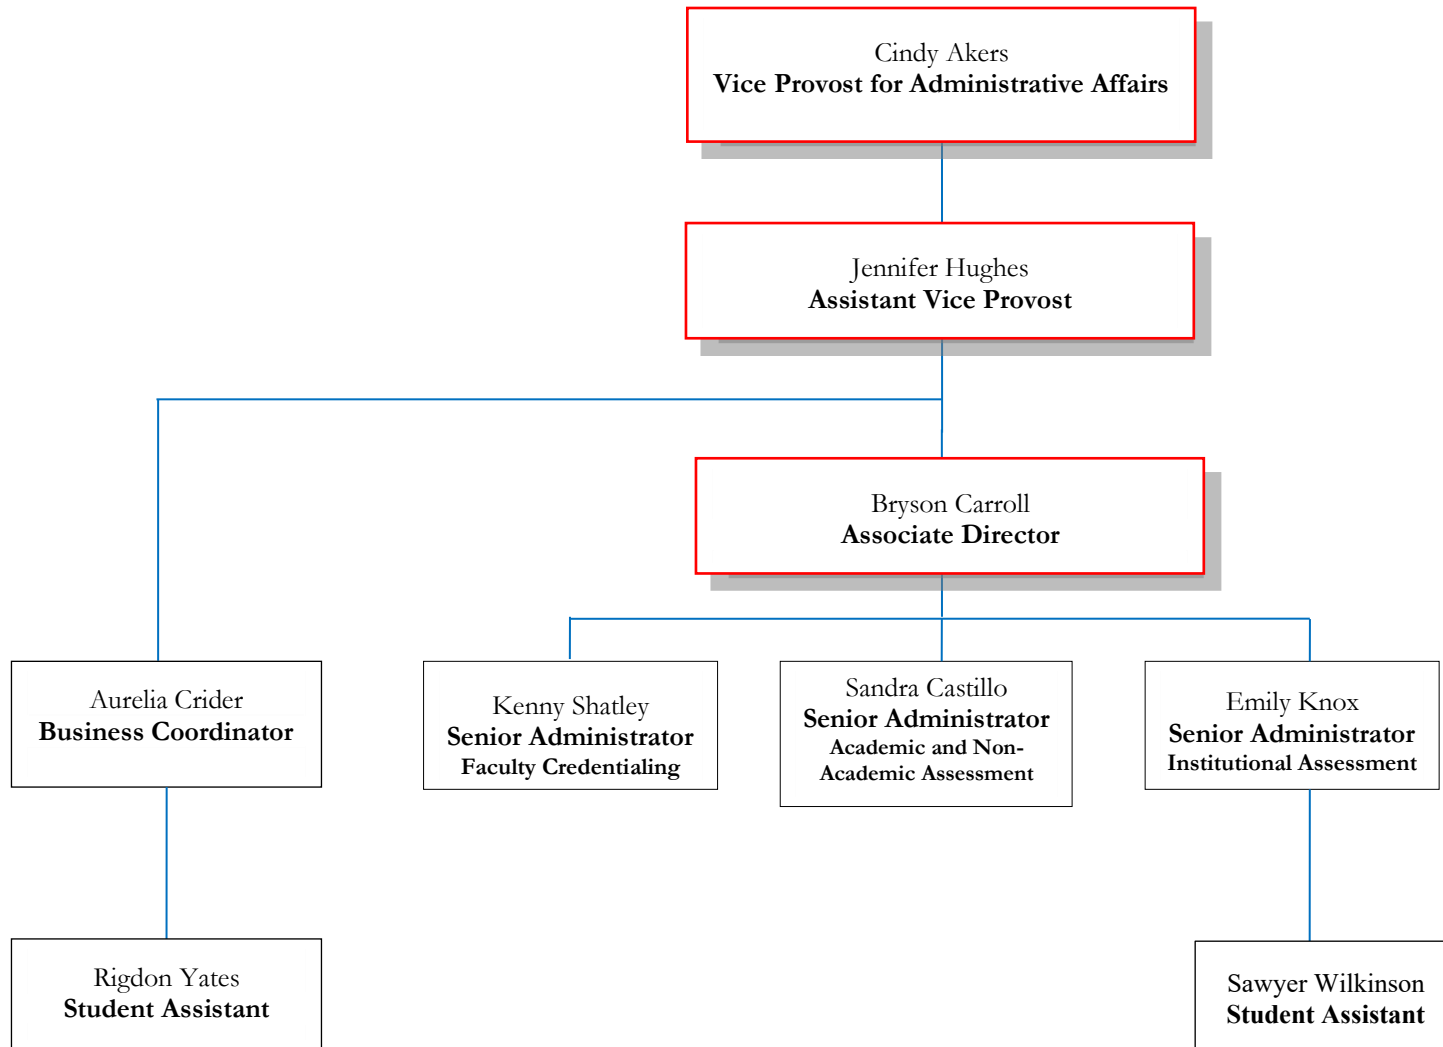 Cindy Akers
Vice Provost for Administrative Affairs
Jennifer Hughes
Assistant Vice Provost
Bryson Carroll
Associate Director
Aurelia Crider
Business Coordinator
Kenny Shatley
Senior Administrator
Faculty Credentialing
Sandra Castillo
Senior Administrator
Academic and Non-
Academic Assessment
Emily Knox
Senior Administrator
Institutional Assessment
Rigdon Yates
Student Assistant
Sawyer Wilkinson
Student Assistant